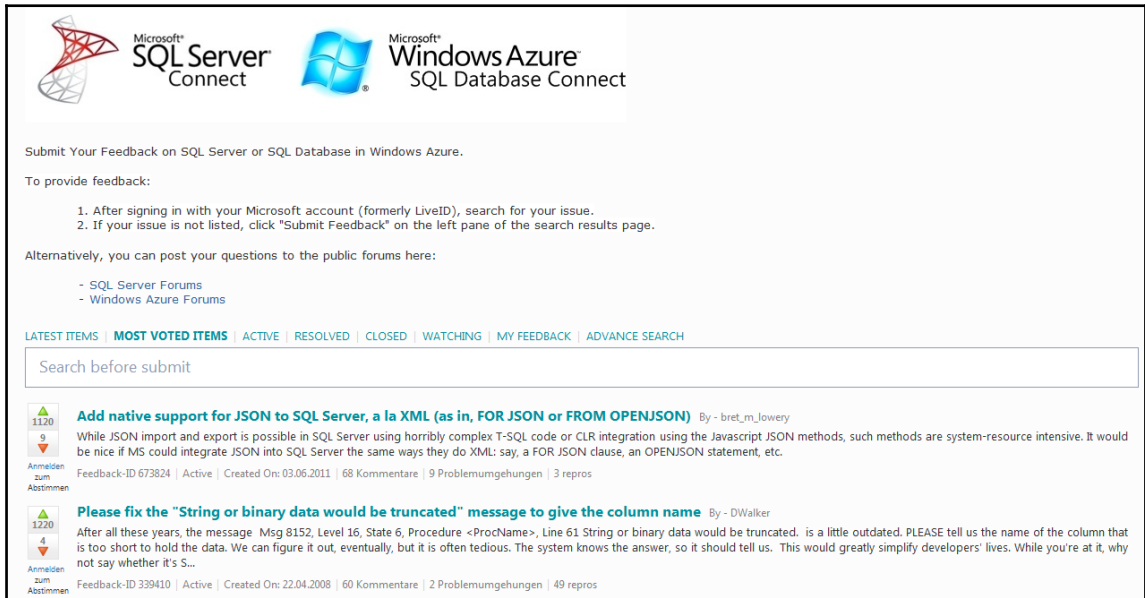 Microsoft®
SQL Server®
Connect
Microsoft®
Windows Azure™
SQL Database Connect
Submit Your Feedback on SQL Server or SQL Database in Windows Azure.
To provide feedback:
1. After signing in with your Microsoft account (formerly LiveID), search for your issue.
2. If your issue is not listed, click "Submit Feedback" on the left pane of the search results page.
Alternatively, you can post your questions to the public forums here:
- SQL Server Forums
- Windows Azure Forums
LATEST ITEMS | MOST VOTED ITEMS | ACTIVE | RESOLVED | CLOSED | WATCHING | MY FEEDBACK | ADVANCE SEARCH
Search before submit
1120
9
Anmelden
zum
Abstimmen
Add native support for JSON to SQL Server, a la XML (as in, FOR JSON or FROM OPENJSON) By - bret_m_lowery
While JSON import and export is possible in SQL Server using horribly complex T-SQL code or CLR integration using the Javascript JSON methods, such methods are system-resource intensive. It would
be nice if MS could integrate JSON into SQL Server the same ways they do XML: say, a FOR JSON clause, an OPENJSON statement, etc.
Feedback-ID 673824 | Active | Created On: 03.06.2011 | 68 Kommentare | 9 Problemumgehungen | 3 repros
1220
4
Anmelden
zum
Abstimmen
Please fix the "String or binary data would be truncated" message to give the column name By - DWalker
After all these years, the message Msg 8152, Level 16, State 6, Procedure <ProcName>, Line 61 String or binary data would be truncated. is a little outdated. PLEASE tell us the name of the column that
is too short to hold the data. We can figure it out, eventually, but it is often tedious. The system knows the answer, so it should tell us. This would greatly simplify developers' lives. While you're at it, why
not say whether it's S...
Feedback-ID 339410 | Active | Created On: 22.04.2008 | 60 Kommentare | 2 Problemumgehungen | 49 repros